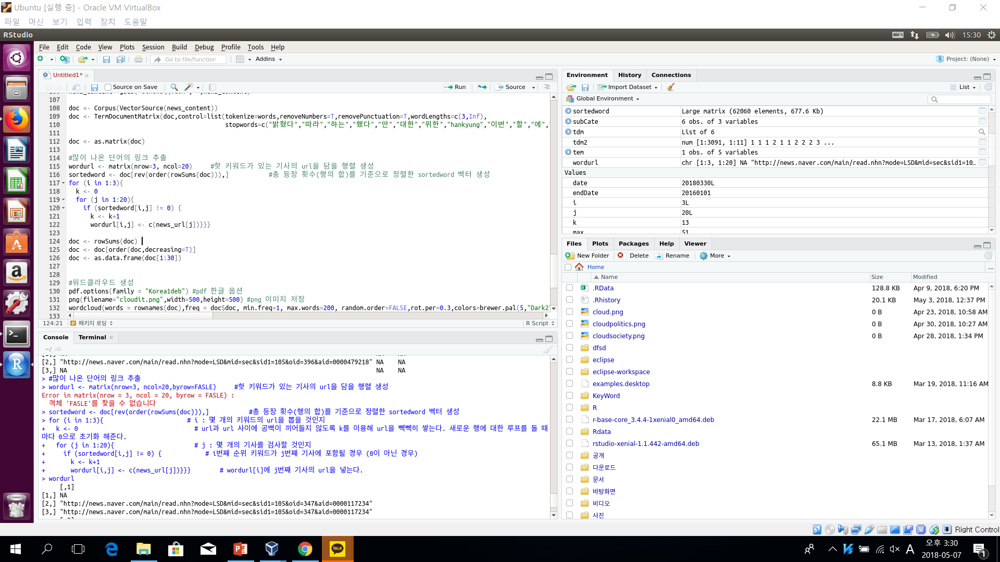 Ubuntu [실행 중] - Oracle VM VirtualBox
파일 머신 보기 입력 장치 도움말
RStudio
15:30
File Edit Code View Plots Session Build Debug Profile Tools Help
Go to file/function
Addins
Project: (None)
Untitled1*
Source on Save
Run
Source
107
108 doc <- Corpus(VectorSource(news_content))
109 doc <- TermDocumentMatrix(doc,control=list(tokenize=words,removeNumbers=T,removePunctuation=T,wordLengths=c(3,Inf),
110 stopwords=c("밝혔다","따라","하는","했다","만","대한","위한","hankyung","이번","할","에",
111
112 doc <- as.matrix(doc)
113
114 #많이 나온 단어의 링크 추출
115 wordurl <- matrix(nrow=3, ncol=20) #핫 키워드가 있는 기사의 url을 담을 행렬 생성
116 sortedword <- doc[rev(order(rowSums(doc))),] #총 등장 횟수(행의 합)를 기준으로 정렬한 sortedword 벡터 생성
117 for (i in 1:3){
118 k <- 0
119 for (j in 1:20){
120 if (sortedword[i,j] != 0) {
121 k <- k+1
122 wordurl[i,j] <- c(news_url[j])}}}
123
124 doc <- rowSums(doc)
125 doc <- doc[order(doc,decreasing=T)]
126 doc <- as.data.frame(doc[1:30])
127
128
129 #워드클라우드 생성
130 pdf.options(family = "Korea1deb") #pdf 한글 옵션
131 png(filename="cloudit.png",width=500,height=500) #png 이미지 저장
132 wordcloud(words = rownames(doc),freq = doc$doc, min.freq=1, max.words=200, random.order=FALSE,rot.per=0.3,colors=brewer.pal(5,"Dark2"
133
124:21 # 패키지 로딩 R Script
Console Terminal
~/
[2,] "http://news.naver.com/main/read.nhn?mode=LSD&mid=sec&sid1=105&oid=396&aid=0000479218" NA NA
[3,] NA NA NA
> #많이 나온 단어의 링크 추출
> wordurl <- matrix(nrow=3, ncol=20,byrow=FASLE) #핫 키워드가 있는 기사의 url을 담을 행렬 생성
Error in matrix(nrow = 3, ncol = 20, byrow = FASLE) :
객체 'FASLE'를 찾을 수 없습니다
> sortedword <- doc[rev(order(rowSums(doc))),] #총 등장 횟수(행의 합)를 기준으로 정렬한 sortedword 벡터 생성
> for (i in 1:3){ # i : 몇 개의 키워드의 url을 뽑을 것인지
+ k <- 0 # url과 url 사이에 공백이 끼어들지 않도록 k를 이용해 url을 빽빽히 쌓는다. 새로운 행에 대한 루프를 돌 때
마다 0으로 초기화 해준다.
+ for (j in 1:20){ # j : 몇 개의 기사를 검사할 것인지
+ if (sortedword[i,j] != 0) { # i번째 순위 키워드가 j번째 기사에 포함될 경우 (0이 아닌 경우)
+ k <- k+1
+ wordurl[i,j] <- c(news_url[j])}}} # wordurl[i]에 j번째 기사의 url을 넣는다.
> wordurl
[,1]
[1,] NA
[2,] "http://news.naver.com/main/read.nhn?mode=LSD&mid=sec&sid1=105&oid=347&aid=0000117234"
[3,] "http://news.naver.com/main/read.nhn?mode=LSD&mid=sec&sid1=105&oid=347&aid=0000117234"
Environment History Connections
Import Dataset
List
Global Environment
sortedword Large matrix (62060 elements, 677.6 Kb)
subCate 6 obs. of 3 variables
tdm List of 6
tdm2 num [1:3091, 1:11] 1 1 1 2 1 1 2 2 2 3 ...
tem 1 obs. of 5 variables
wordurl chr [1:3, 1:20] NA "http://news.naver.com/main/read.nhn?mode=LSD&mid=sec&sid1=10…
Values
date 20180330L
endDate 20160101
i 3L
j 20L
k 13
max 51
Files Plots Packages Help Viewer
New Folder Delete Rename More
Home ...
Name Size Modified
.RData 128.8 KB Apr 9, 2018, 6:20 PM
.Rhistory 20.1 KB May 3, 2018, 12:37 PM
cloud.png 0 B Apr 23, 2018, 10:58 AM
cloudpolitics.png 0 B Apr 30, 2018, 10:27 AM
cloudsociety.png 0 B Apr 28, 2018, 1:34 PM
dfsd
eclipse
eclipse-workspace
examples.desktop 8.8 KB Mar 19, 2018, 11:16 AM
KeyWord
R
r-base-core_3.4.4-1xenial0_amd64.deb 22.1 MB Mar 17, 2018, 6:07 AM
Rdata
rstudio-xenial-1.1.442-amd64.deb 65.1 MB Mar 13, 2018, 1:37 AM
공개
다운로드
문서
바탕화면
비디오
사진
Right Control
TALK
A
오후 3:30
2018-05-07
1